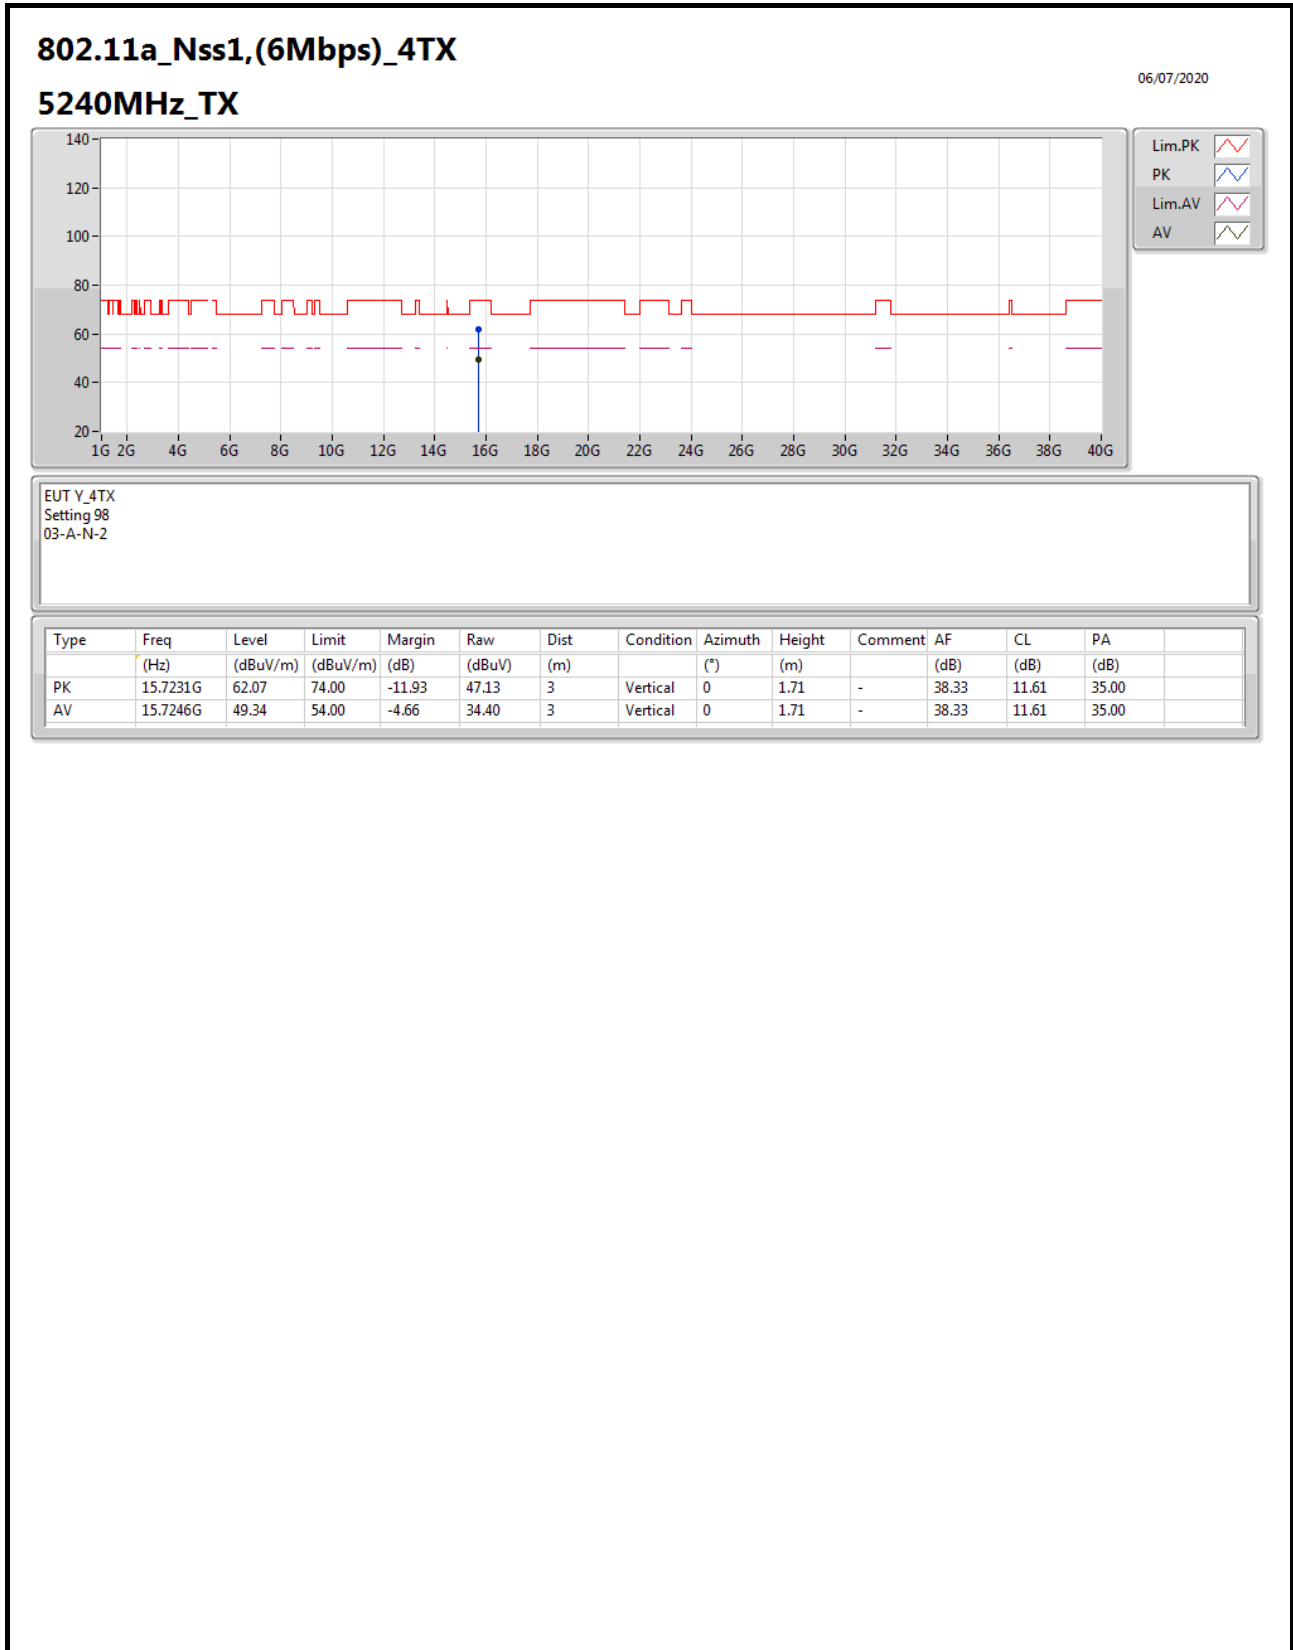 802.11a_Nss1,(6Mbps)_4TX
06/07/2020
5240MHz_TX
140
120
100
80
60
40
20
1G 2G 4G 6G 8G 10G 12G 14G 16G 18G 20G 22G 24G 26G 28G 30G 32G 34G 36G 38G 40G
Lim.PK
PK
Lim.AV
AV
EUT Y_4TX
Setting 98
03-A-N-2
Type Freq Level Limit Margin Raw Dist Condition Azimuth Height Comment AF CL PA
(Hz) (dBuV/m) (dBuV/m) (dB) (dBuV) (m) (°) (m) (dB) (dB) (dB)
PK 15.7231G 62.07 74.00 -11.93 47.13 3 Vertical 0 1.71 - 38.33 11.61 35.00
AV 15.7246G 49.34 54.00 -4.66 34.40 3 Vertical 0 1.71 - 38.33 11.61 35.00